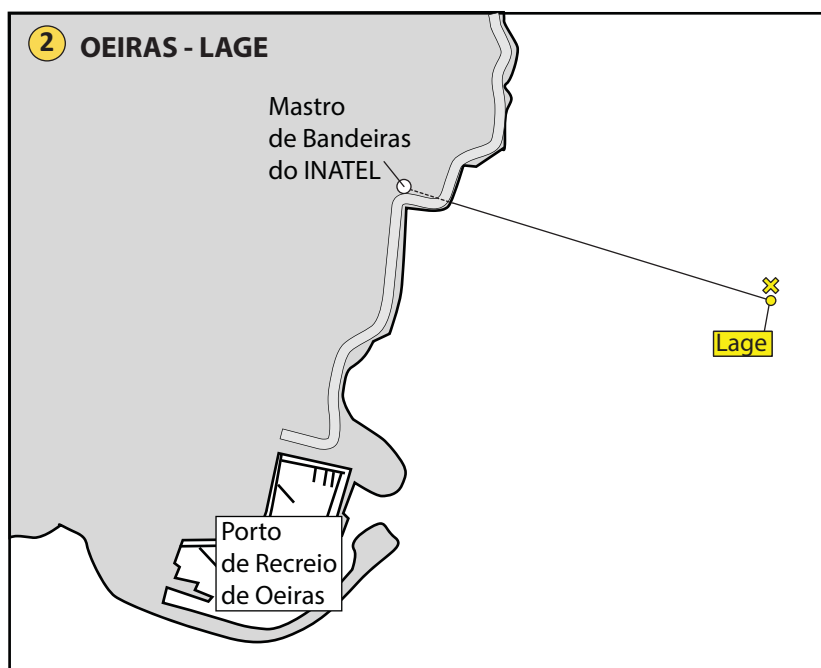 2 OEIRAS - LAGE
Mastro
de Bandeiras
do INATEL
Lage
Porto
de Recreio
de Oeiras